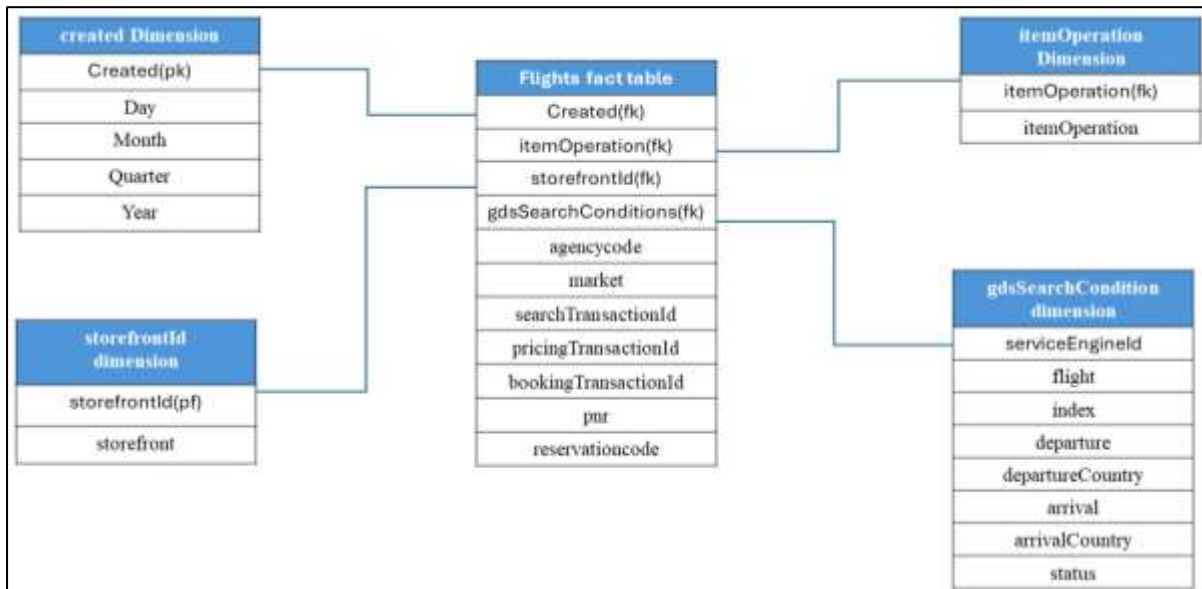 created Dimension
Created(pk)
Day
Month
Quarter
Year
storefrontId
dimension
storefrontId(pf)
storefront
Flights fact table
Created(fk)
itemOperation(fk)
storefrontId(fk)
gdsSearchConditions(fk)
agencycode
market
searchTransactionId
pricingTransactionId
bookingTransactionId
pnr
reservationcode
itemOperation
Dimension
itemOperation(fk)
itemOperation
gdsSearchCondition
dimension
serviceEngineId
flight
index
departure
departureCountry
arrival
arrivalCountry
status